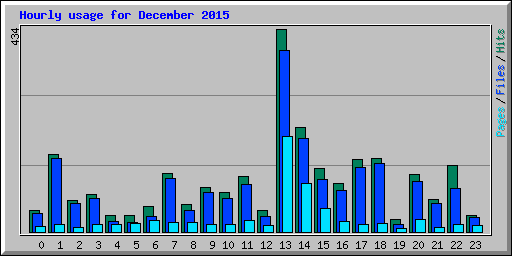 Hourly usage for December 2015
434
Pages / Files / Hits
0 1 2 3 4 5 6 7 8 9 10 11 12 13 14 15 16 17 18 19 20 21 22 23